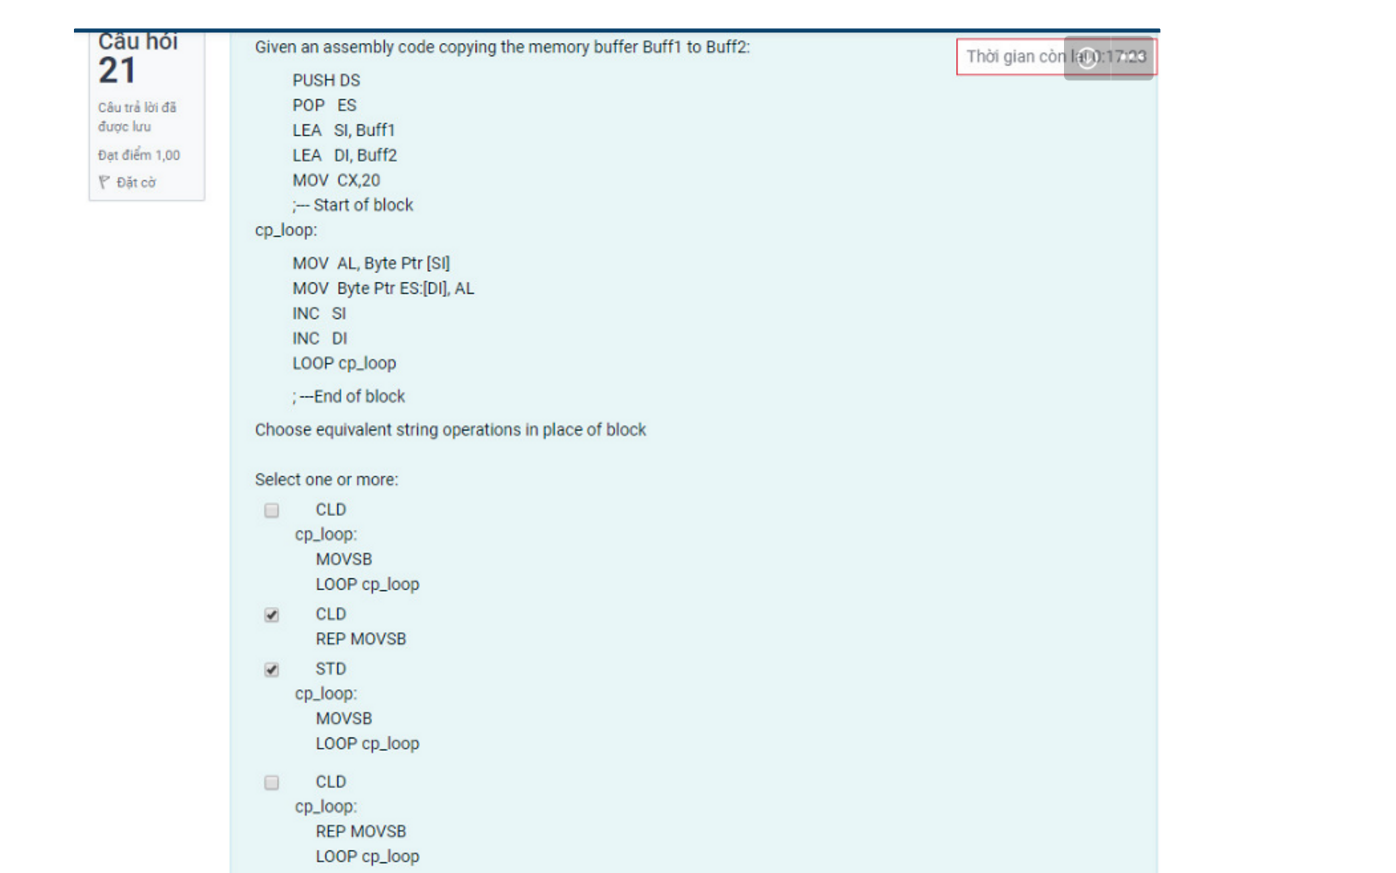 Câu hỏi
21
Câu trả lời đã
được lưu
Đạt điểm 1,00
Đặt cờ
Given an assembly code copying the memory buffer Buff1 to Buff2:
Thời gian còn lại 0:17:23
PUSH DS
POP ES
LEA SI, Buff1
LEA DI, Buff2
MOV CX,20
;--- Start of block
cp_loop:
MOV AL, Byte Ptr [SI]
MOV Byte Ptr ES:[DI], AL
INC SI
INC DI
LOOP cp_loop
; ---End of block
Choose equivalent string operations in place of block
Select one or more:
CLD
cp_loop:
MOVSB
LOOP cp_loop
CLD
REP MOVSB
STD
cp_loop:
MOVSB
LOOP cp_loop
CLD
cp_loop:
REP MOVSB
LOOP cp_loop